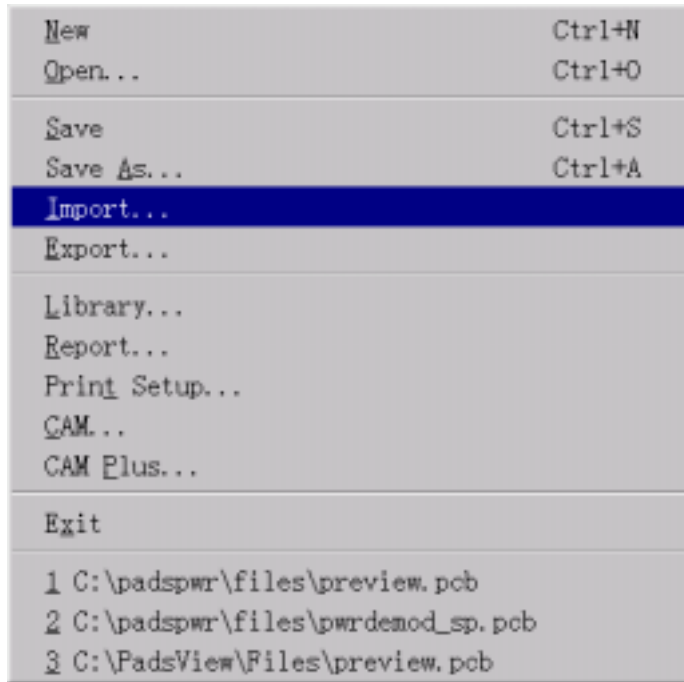 New Ctrl+N
Open... Ctrl+O
Save Ctrl+S
Save As... Ctrl+A
Import...
Export...
Library...
Report...
Print Setup...
CAM...
CAM Plus...
Exit
1 C:\padspwr\files\preview.pcb
2 C:\padspwr\files\pwrdemod_sp.pcb
3 C:\PadsView\Files\preview.pcb